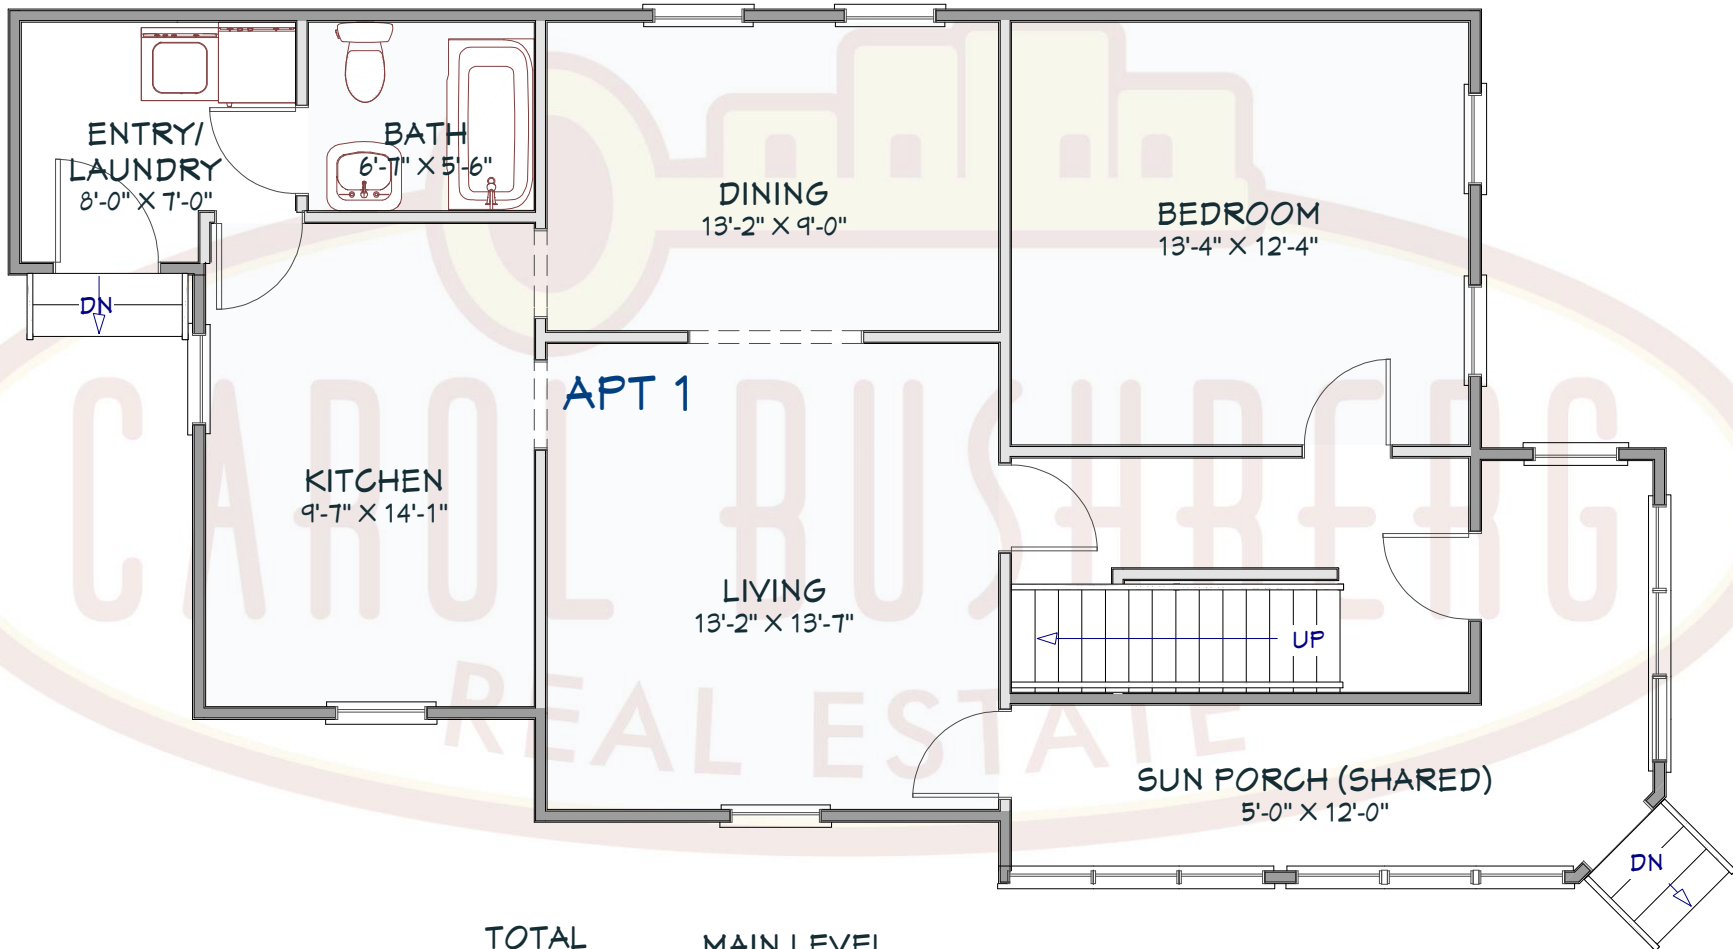 ENTRY/
LAUNDRY
8'-0" X 7'-0"
BATH
6'-7" X 5'-6"
DINING
13'-2" X 9'-0"
BEDROOM
13'-4" X 12'-4"
DN
APT 1
CAROL RUSHBERG
KITCHEN
9'-7" X 14'-1"
LIVING
13'-2" X 13'-7"
UP
REAL ESTATE
SUN PORCH (SHARED)
5'-0" X 12'-0"
DN
TOTAL
MAIN LEVEL